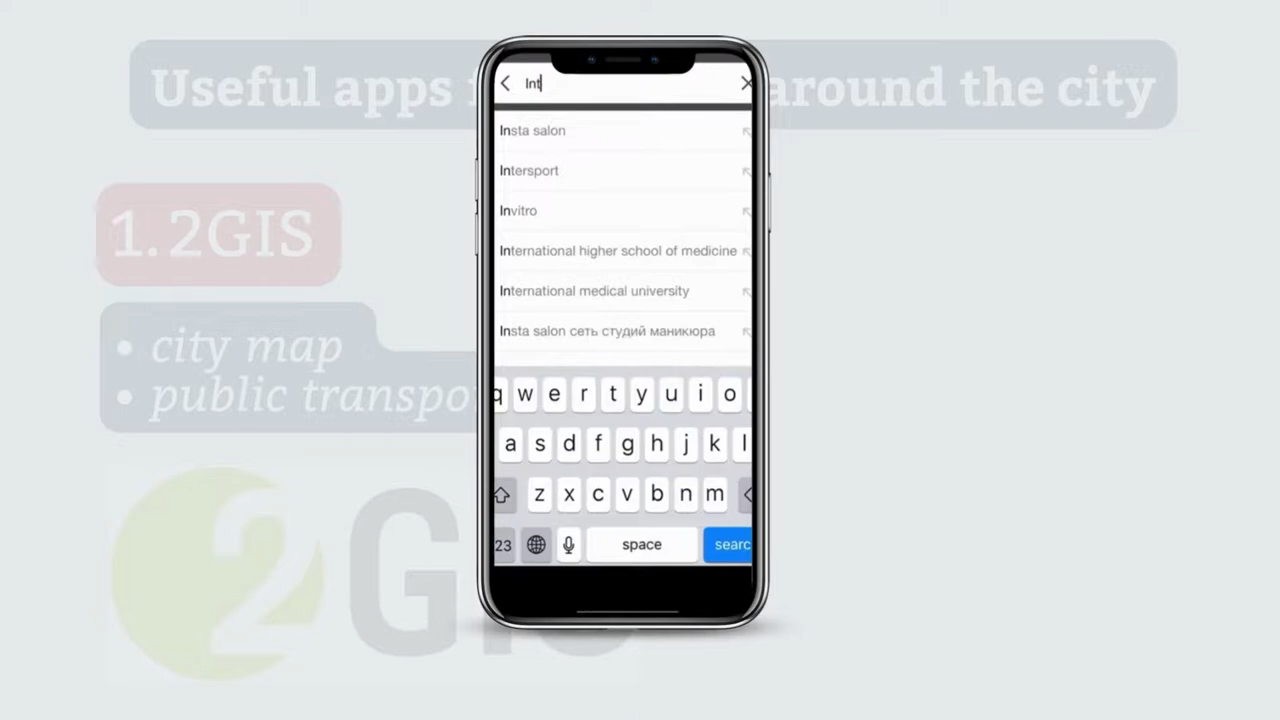 Useful apps f around the city
Int
Insta salon
Intersport
Invitro
International higher school of medicine
International medical university
Insta salon сеть студий маникюра
1. 2GIS
• city map
• public transpo
q w e r t y u i o
a s d f g h j k l
z x c v b n m
23 space searc
2GIS